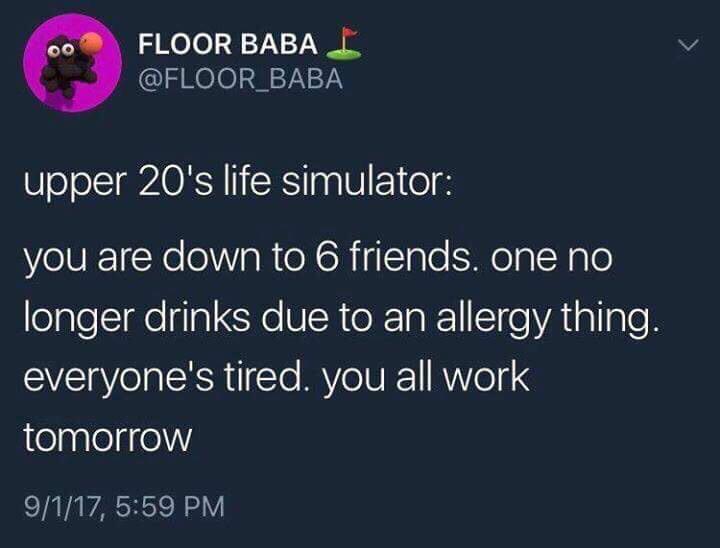 FLOOR BABA ⛳
@FLOOR_BABA
upper 20's life simulator:
you are down to 6 friends. one no
longer drinks due to an allergy thing.
everyone's tired. you all work
tomorrow
9/1/17, 5:59 PM